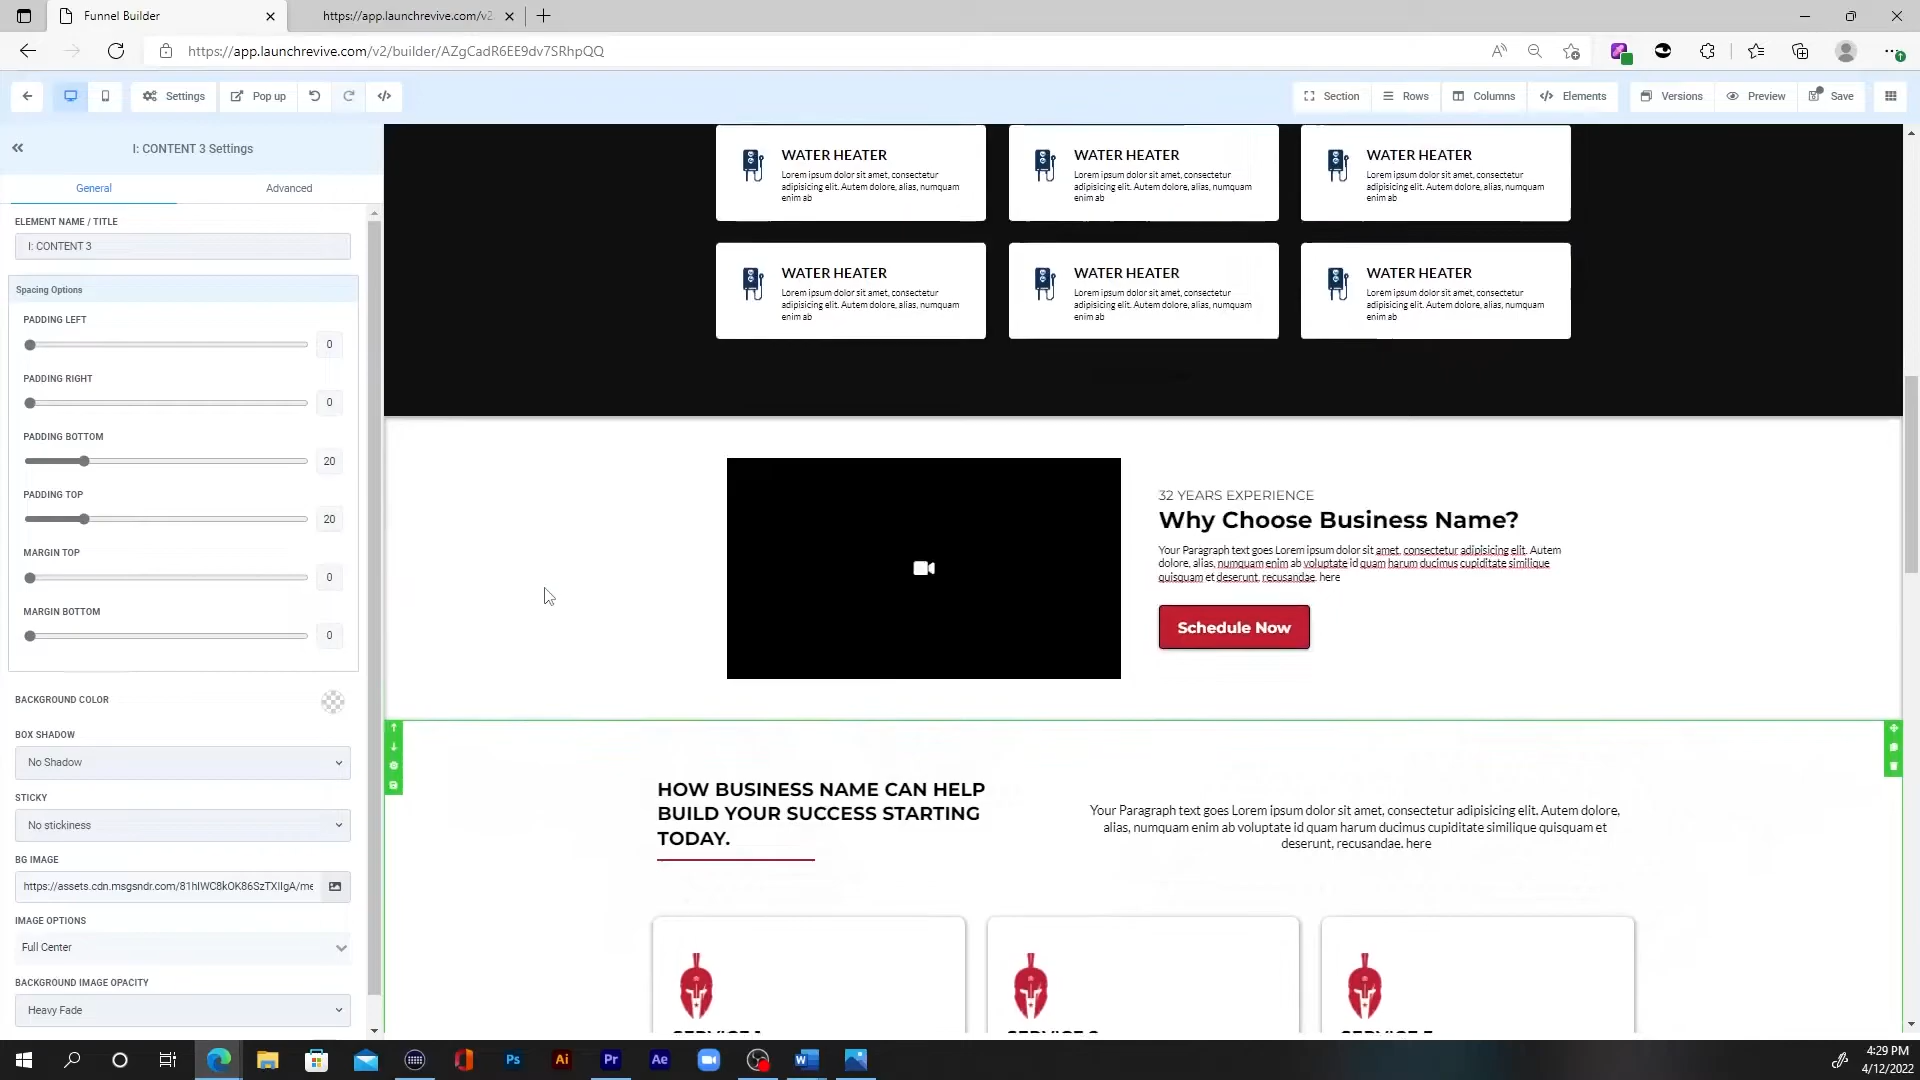 Funnel Builder
https://app.launchrevive.com/v2
https://app.launchrevive.com/v2/builder/AZgCadR6EE9dv7SRhpQQ
Settings
Pop up
Section
Rows
Columns
Elements
Versions
Preview
Save
I: CONTENT 3 Settings
General
Advanced
ELEMENT NAME / TITLE
I: CONTENT 3
Spacing Options
PADDING LEFT
0
PADDING RIGHT
0
PADDING BOTTOM
20
PADDING TOP
20
MARGIN TOP
0
MARGIN BOTTOM
0
BACKGROUND COLOR
BOX SHADOW
No Shadow
STICKY
No stickiness
BG IMAGE
IMAGE OPTIONS
Full Center
BACKGROUND IMAGE OPACITY
Heavy Fade
WATER HEATER
Lorem ipsum dolor sit amet, consectetur
adipisicing elit. Autem dolore, alias, numquam
enim ab
WATER HEATER
Lorem ipsum dolor sit amet, consectetur
adipisicing elit. Autem dolore, alias, numquam
enim ab
WATER HEATER
Lorem ipsum dolor sit amet, consectetur
adipisicing elit. Autem dolore, alias, numquam
enim ab
WATER HEATER
Lorem ipsum dolor sit amet, consectetur
adipisicing elit. Autem dolore, alias, numquam
enim ab
WATER HEATER
Lorem ipsum dolor sit amet, consectetur
adipisicing elit. Autem dolore, alias, numquam
enim ab
WATER HEATER
Lorem ipsum dolor sit amet, consectetur
adipisicing elit. Autem dolore, alias, numquam
enim ab
32 YEARS EXPERIENCE
Why Choose Business Name?
Your Paragraph text goes Lorem ipsum dolor sit amet, consectetur adipisicing elit. Autem
dolore, alias, numquam enim ab voluptate id quam harum ducimus cupiditate similique
quisquam et deserunt, recusandae. here
Schedule Now
HOW BUSINESS NAME CAN HELP
BUILD YOUR SUCCESS STARTING
TODAY.
Your Paragraph text goes Lorem ipsum dolor sit amet, consectetur adipisicing elit. Autem dolore,
alias, numquam enim ab voluptate id quam harum ducimus cupiditate similique quisquam et
deserunt, recusandae. here
Ps
Ai
Pr
Ae
4:29 PM
4/12/2022